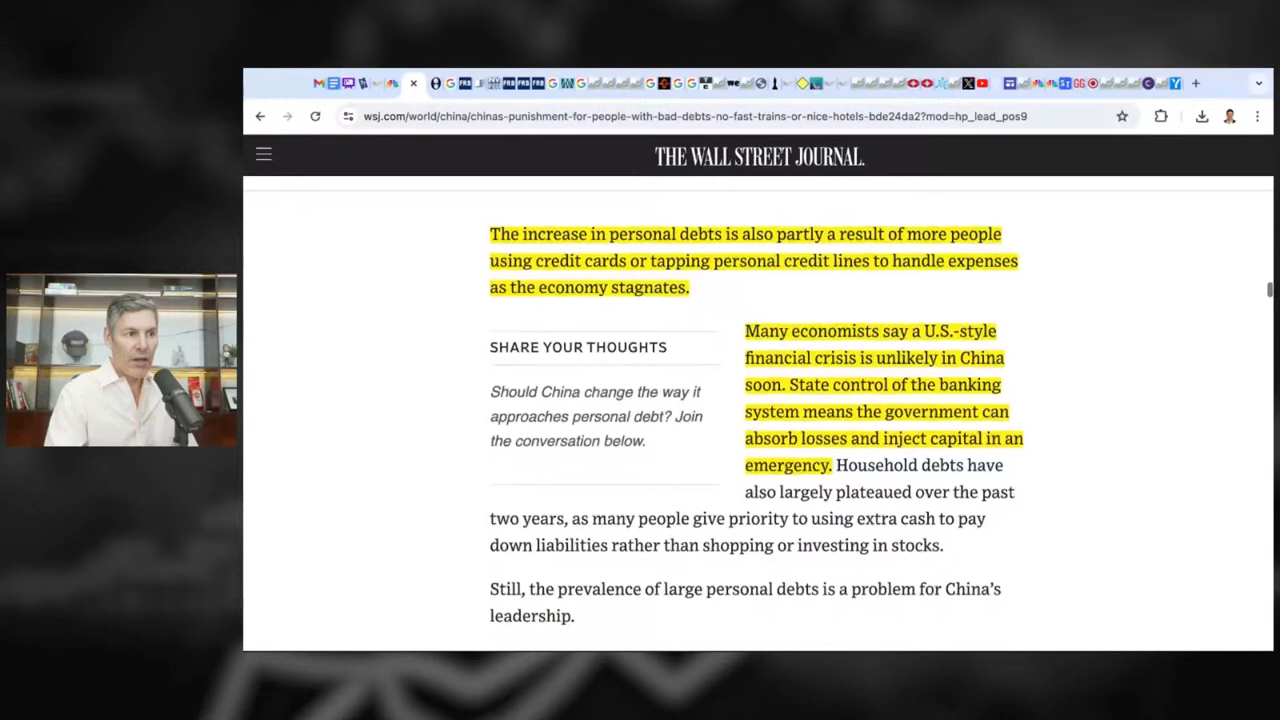 wsj.com/world/china/chinas-punishment-for-people-with-bad-debts-no-fast-trains-or-nice-hotels-bde24da2?mod=hp_lead_pos9
THE WALL STREET JOURNAL.
The increase in personal debts is also partly a result of more people
using credit cards or tapping personal credit lines to handle expenses
as the economy stagnates.
SHARE YOUR THOUGHTS
Should China change the way it
approaches personal debt? Join
the conversation below.
Many economists say a U.S.-style
financial crisis is unlikely in China
soon. State control of the banking
system means the government can
absorb losses and inject capital in an
emergency. Household debts have
also largely plateaued over the past
two years, as many people give priority to using extra cash to pay
down liabilities rather than shopping or investing in stocks.
Still, the prevalence of large personal debts is a problem for China's
leadership.